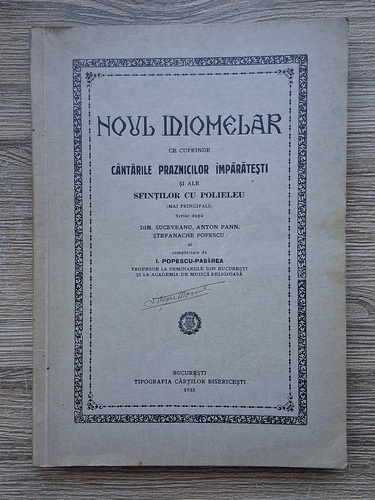 NOUL IDIOMELAR
CE CUPRINDE
CÂNTĂRILE PRAZNICILOR ÎMPĂRĂTEȘTI
ȘI ALE
SFINȚILOR CU POLIELEU
(MAI PRINCIPALI)
Scrise după
DIM. SUCEVEANU, ANTON PANN,
ȘTEFANACHE POPESCU
și
completate de
I. POPESCU-PASĂREA
PROFESOR LA SEMINARIILE DIN BUCUREȘTI
ȘI LA ACADEMIA DE MUZICĂ RELIGIOASĂ
BUCUREȘTI
TIPOGRAFIA CĂRȚILOR BISERICEȘTI
1933